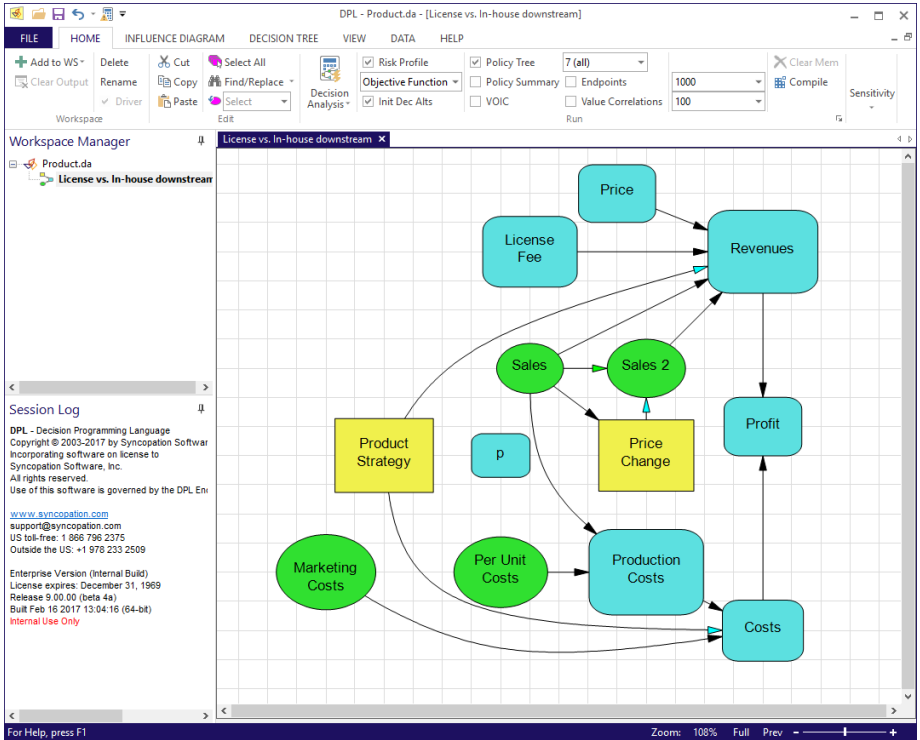 DPL - Product.da - [License vs. In-house downstream]
FILE HOME INFLUENCE DIAGRAM DECISION TREE VIEW DATA HELP
Add to WS Delete Cut Select All
Clear Output Rename Copy Find/Replace
Driver Paste Select
Workspace Edit
Decision Analysis
Risk Profile Policy Tree 7 (all) Clear Mem
Objective Function Policy Summary Endpoints 1000 Compile
Init Dec Alts VOIC Value Correlations 100
Run
Sensitivity
Workspace Manager
Product.da
License vs. In-house downstream
Session Log
DPL - Decision Programming Language
Copyright © 2003-2017 by Syncopation Softwar
Incorporating software on license to
Syncopation Software, Inc.
All rights reserved.
Use of this software is governed by the DPL En
www.syncopation.com
support@syncopation.com
US toll-free: 1 866 796 2375
Outside the US: +1 978 233 2509
Enterprise Version (Internal Build)
License expires: December 31, 1969
Release 9.00.00 (beta 4a)
Built Feb 16 2017 13:04:16 (64-bit)
Internal Use Only
License vs. In-house downstream
Price
License
Fee
Revenues
Sales
Sales 2
Product
Strategy
p
Price
Change
Profit
Marketing
Costs
Per Unit
Costs
Production
Costs
Costs
For Help, press F1
Zoom: 108% Full Prev